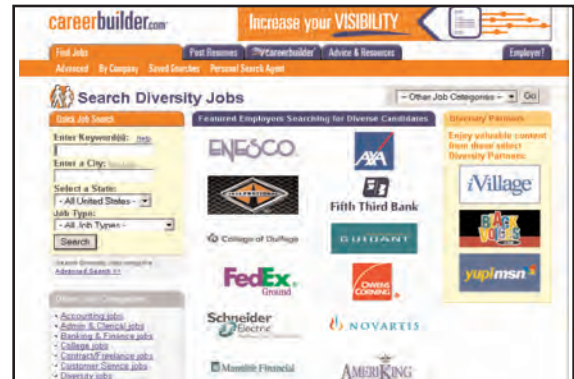 careerbuilder.com
Increase your VISIBILITY
Find Jobs
Post Resumes
Mycareerbuilder
Advice & Resources
Employer?
Advanced By Company Saved Searches Personal Search Agent
Search Diversity Jobs
- Other Job Categories -
Go
Quick Job Search
Enter Keyword(s): Help
Enter a City:
Select a State:
- All United States -
Job Type:
- All Job Types -
Search
Advanced Search >>
Accounting jobs
Admin & Clerical jobs
Banking & Finance jobs
College jobs
Contract/Freelance jobs
Customer Service jobs
Diversity jobs
Featured Employers Searching for Diverse Candidates
ENESCO
AXA
INTERNATIONAL
Fifth Third Bank
College of DuPage
GUIDANT
FedEx
Ground
OWENS
CORNING
Schneider
Electric
NOVARTIS
Manulife Financial
AMERIKING
Diversity Partners
Enjoy valuable content
from these select
Diversity Partners:
iVillage
BLACK
VOICES
yupimsn